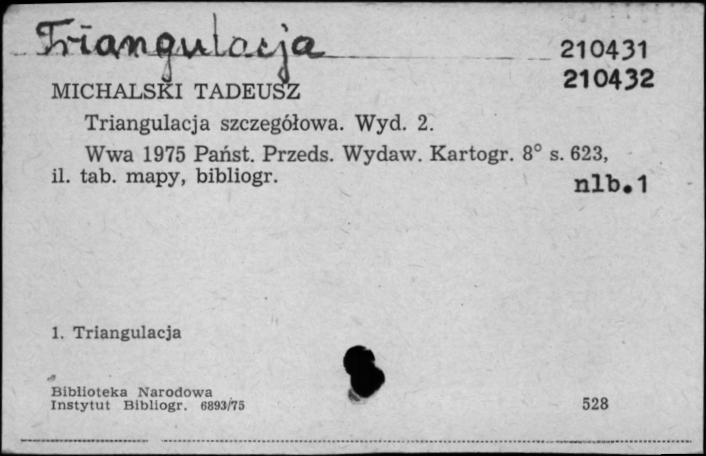 Triangulacja
210431
210432
MICHALSKI TADEUSZ
Triangulacja szczegółowa. Wyd. 2.
Wwa 1975 Państ. Przeds. Wydaw. Kartogr. 8° s. 623,
il. tab. mapy, bibliogr.
nlb.1
1. Triangulacja
Biblioteka Narodowa
Instytut Bibliogr. 6893/75
528